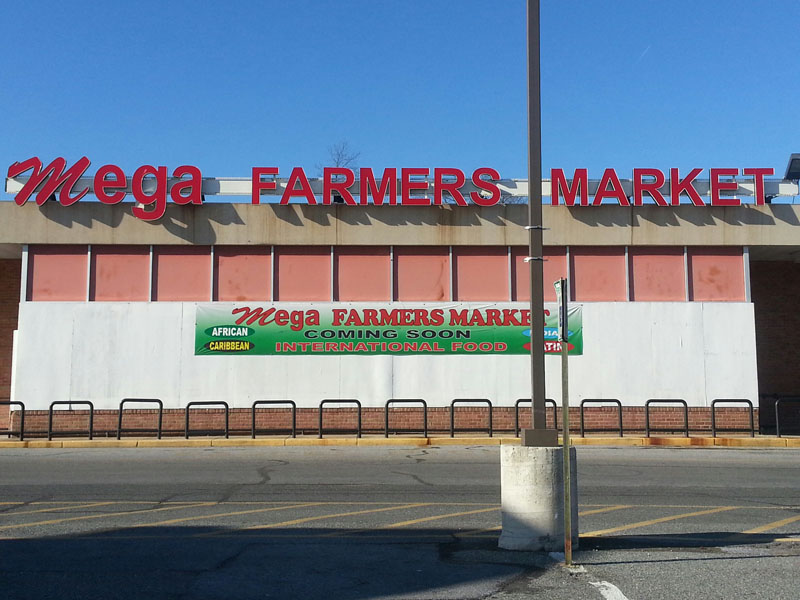 Mega FARMERS MARKET
Mega FARMERS MARKET
AFRICAN
COMING SOON
CARIBBEAN
INTERNATIONAL FOOD